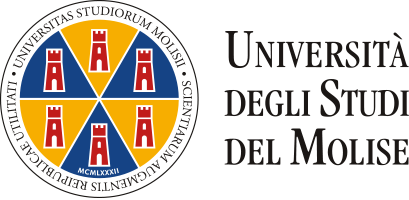 UNIVERSITAS STUDIORUM MOLISII • SCIENTIARUM AUGMENTIS REIPUBLICAE UTILITATI •
MCMLXXXII
UNIVERSITÀ
DEGLI STUDI
DEL MOLISE